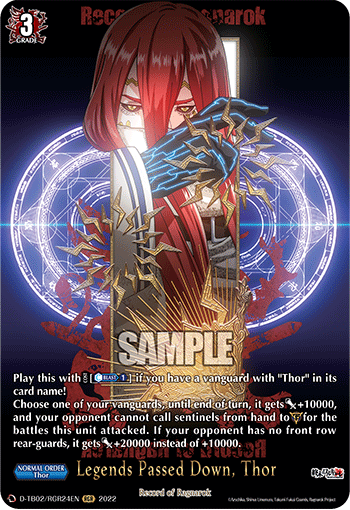 3
GRADE
Record of Ragnarok
SAMPLE
Play this with [BLAST 1] if you have a vanguard with "Thor" in its
card name!
Choose one of your vanguards, until end of turn, it gets +10000,
and your opponent cannot call sentinels from hand to for the
battles this unit attacked. If your opponent has no front row
rear-guards, it gets +20000 instead of +10000.
NORMAL ORDER
Thor
Legends Passed Down, Thor
D-TB02/RGR24EN RGR 2022
Record of Ragnarok